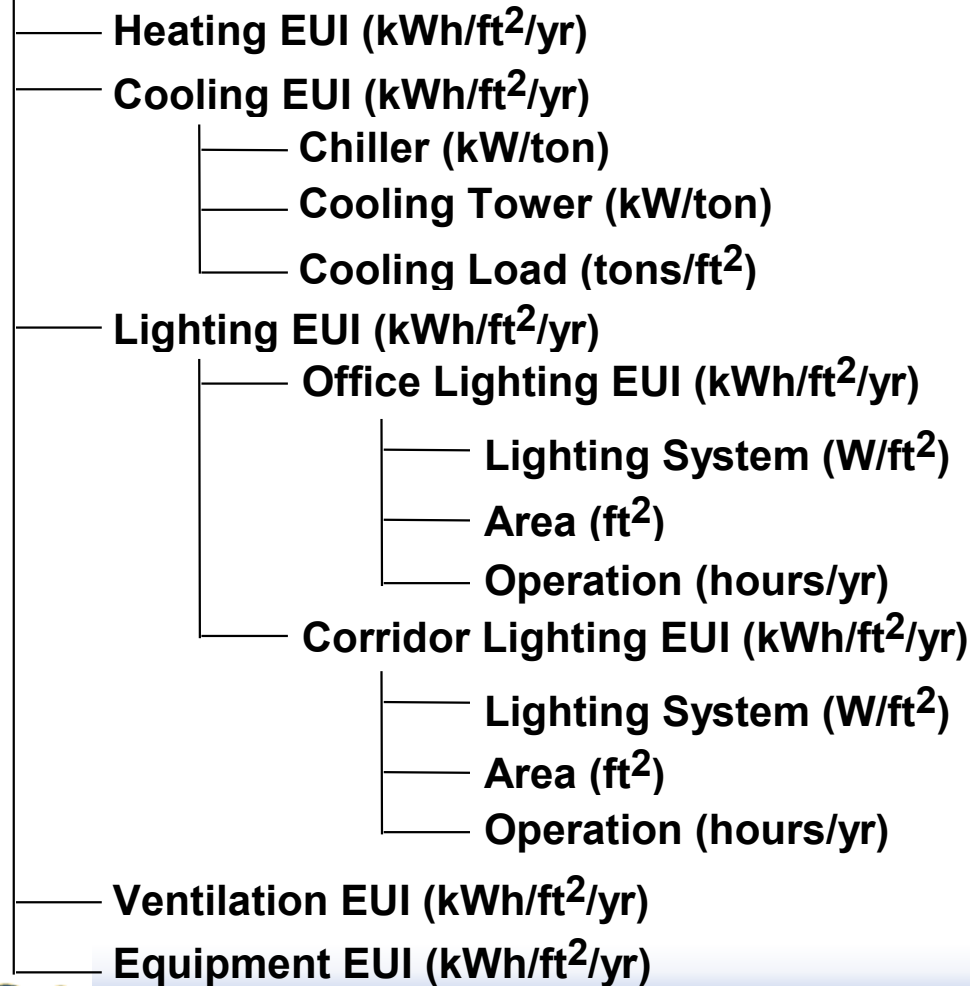 Heating EUI (kWh/ft²/yr)
Cooling EUI (kWh/ft²/yr)
Chiller (kW/ton)
Cooling Tower (kW/ton)
Cooling Load (tons/ft²)
Lighting EUI (kWh/ft²/yr)
Office Lighting EUI (kWh/ft²/yr)
Lighting System (W/ft²)
Area (ft²)
Operation (hours/yr)
Corridor Lighting EUI (kWh/ft²/yr)
Lighting System (W/ft²)
Area (ft²)
Operation (hours/yr)
Ventilation EUI (kWh/ft²/yr)
Equipment EUI (kWh/ft²/yr)